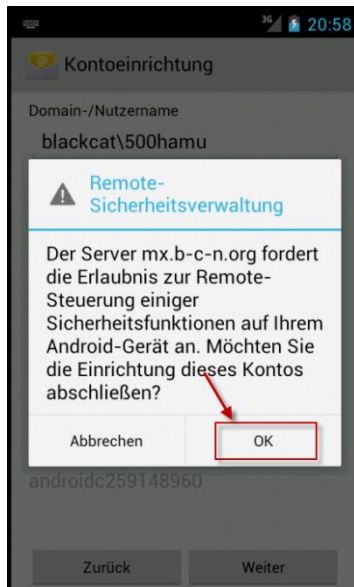 3G 20:58
Kontoeinrichtung
Domain-/Nutzername
blackcat\500hamu
Remote-
Sicherheitsverwaltung
Der Server mx.b-c-n.org fordert
die Erlaubnis zur Remote-
Steuerung einiger
Sicherheitsfunktionen auf Ihrem
Android-Gerät an. Möchten Sie
die Einrichtung dieses Kontos
abschließen?
Abbrechen OK
androidc259148960
Zurück Weiter